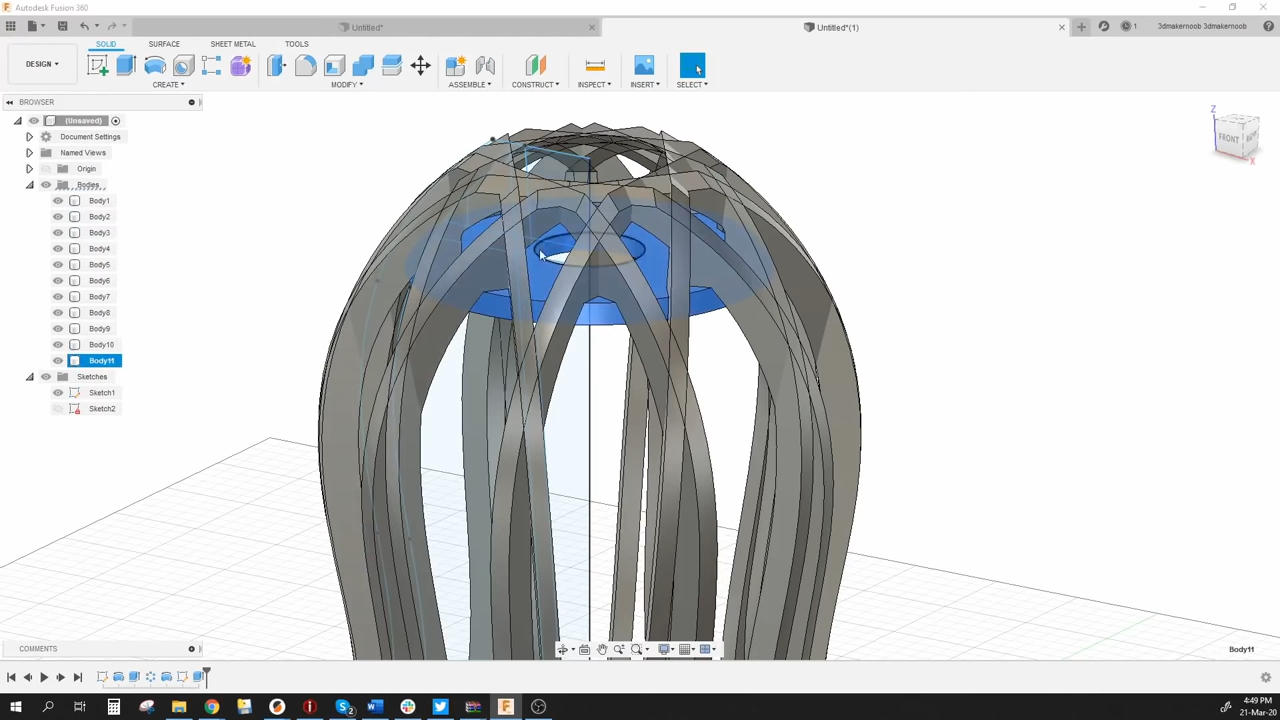 Autodesk Fusion 360
Untitled*
Untitled*(1)
1
3dmakernoob 3dmakernoob
DESIGN
SOLID
SURFACE
SHEET METAL
TOOLS
CREATE
MODIFY
ASSEMBLE
CONSTRUCT
INSPECT
INSERT
SELECT
BROWSER
(Unsaved)
Document Settings
Named Views
Origin
Bodies
Body1
Body2
Body3
Body4
Body5
Body6
Body7
Body8
Body9
Body10
Body11
Sketches
Sketch1
Sketch2
Z
FRONT
X
COMMENTS
Body11
2
4:49 PM
21-Mar-20